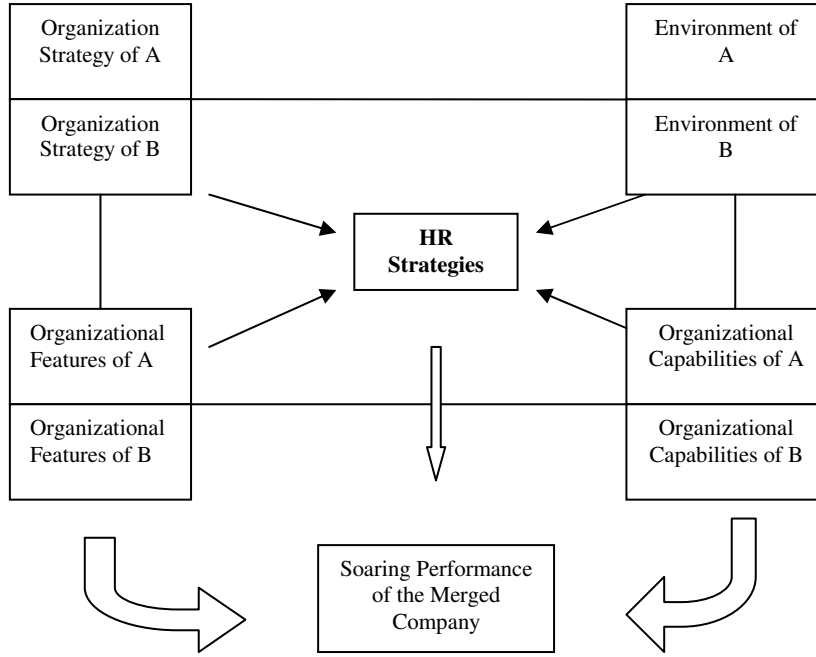 Organization
Strategy of A
Environment of
A
Organization
Strategy of B
Environment of
B
HR
Strategies
Organizational
Features of A
Organizational
Capabilities of A
Organizational
Features of B
Organizational
Capabilities of B
Soaring Performance
of the Merged
Company